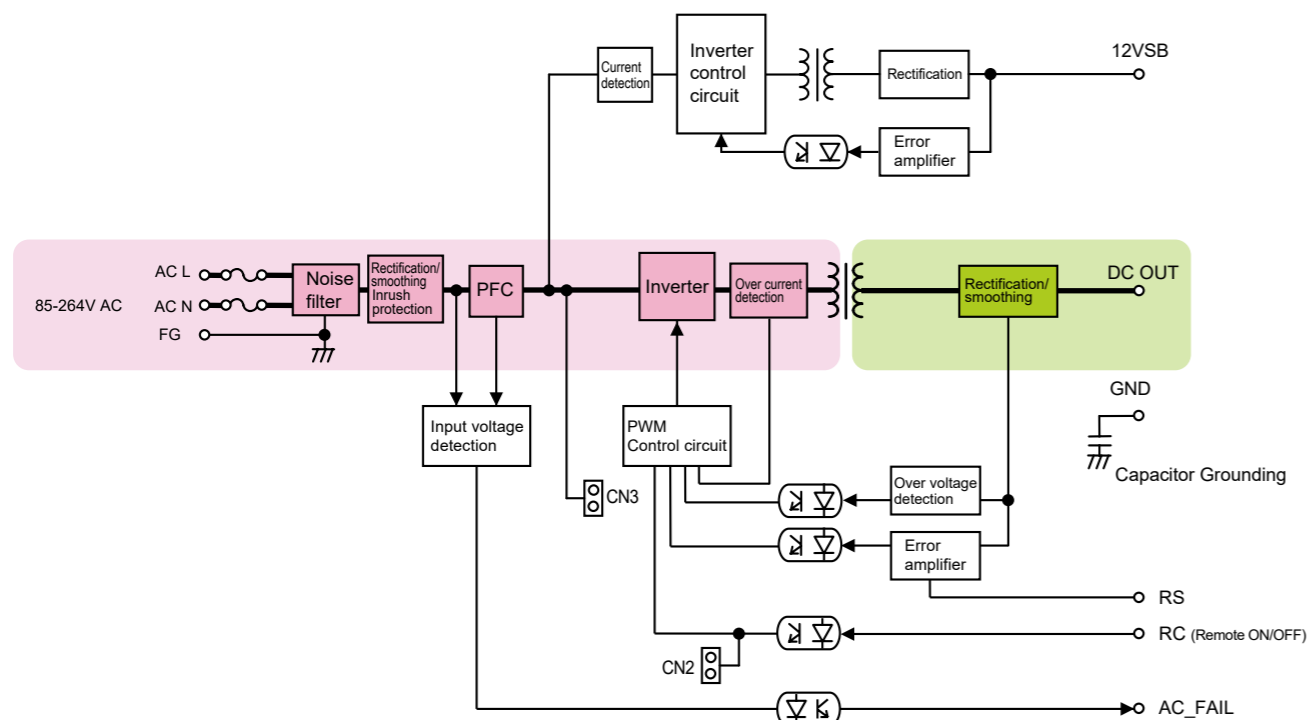 12VSB
Current
detection
Inverter
control
circuit
Rectification
Error
amplifier
85-264V AC
AC L
AC N
FG
Noise
filter
Rectification/
smoothing
Inrush
protection
PFC
Inverter
Over current
detection
Rectification/
smoothing
DC OUT
GND
Capacitor Grounding
Input voltage
detection
PWM
Control circuit
CN3
Over voltage
detection
Error
amplifier
RS
RC (Remote ON/OFF)
CN2
AC_FAIL